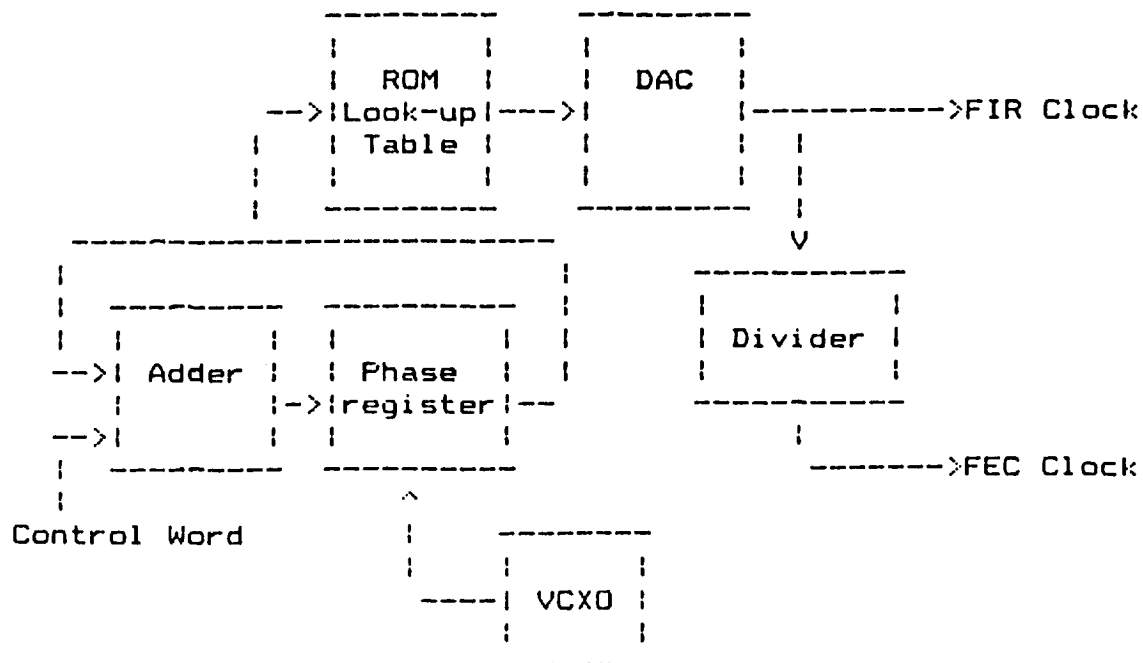 ROM
Look-up
Table
DAC
FIR Clock
Adder
Phase
register
Divider
FEC Clock
Control Word
VCXO